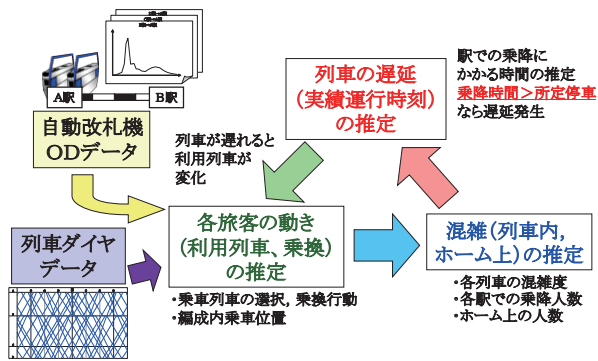 A駅
B駅
自動改札機
ODデータ
列車ダイヤ
データ
列車が遅れると
利用列車が
変化
列車の遅延
(実績運行時刻)
の推定
駅での乗降に
かかる時間の推定
乗降時間>所定停車
なら遅延発生
各旅客の動き
(利用列車、乗換)
の推定
・乗車列車の選択,乗換行動
・編成内乗車位置
混雑(列車内,
ホーム上)の推定
・各列車の混雑度
・各駅での乗降人数
・ホーム上の人数